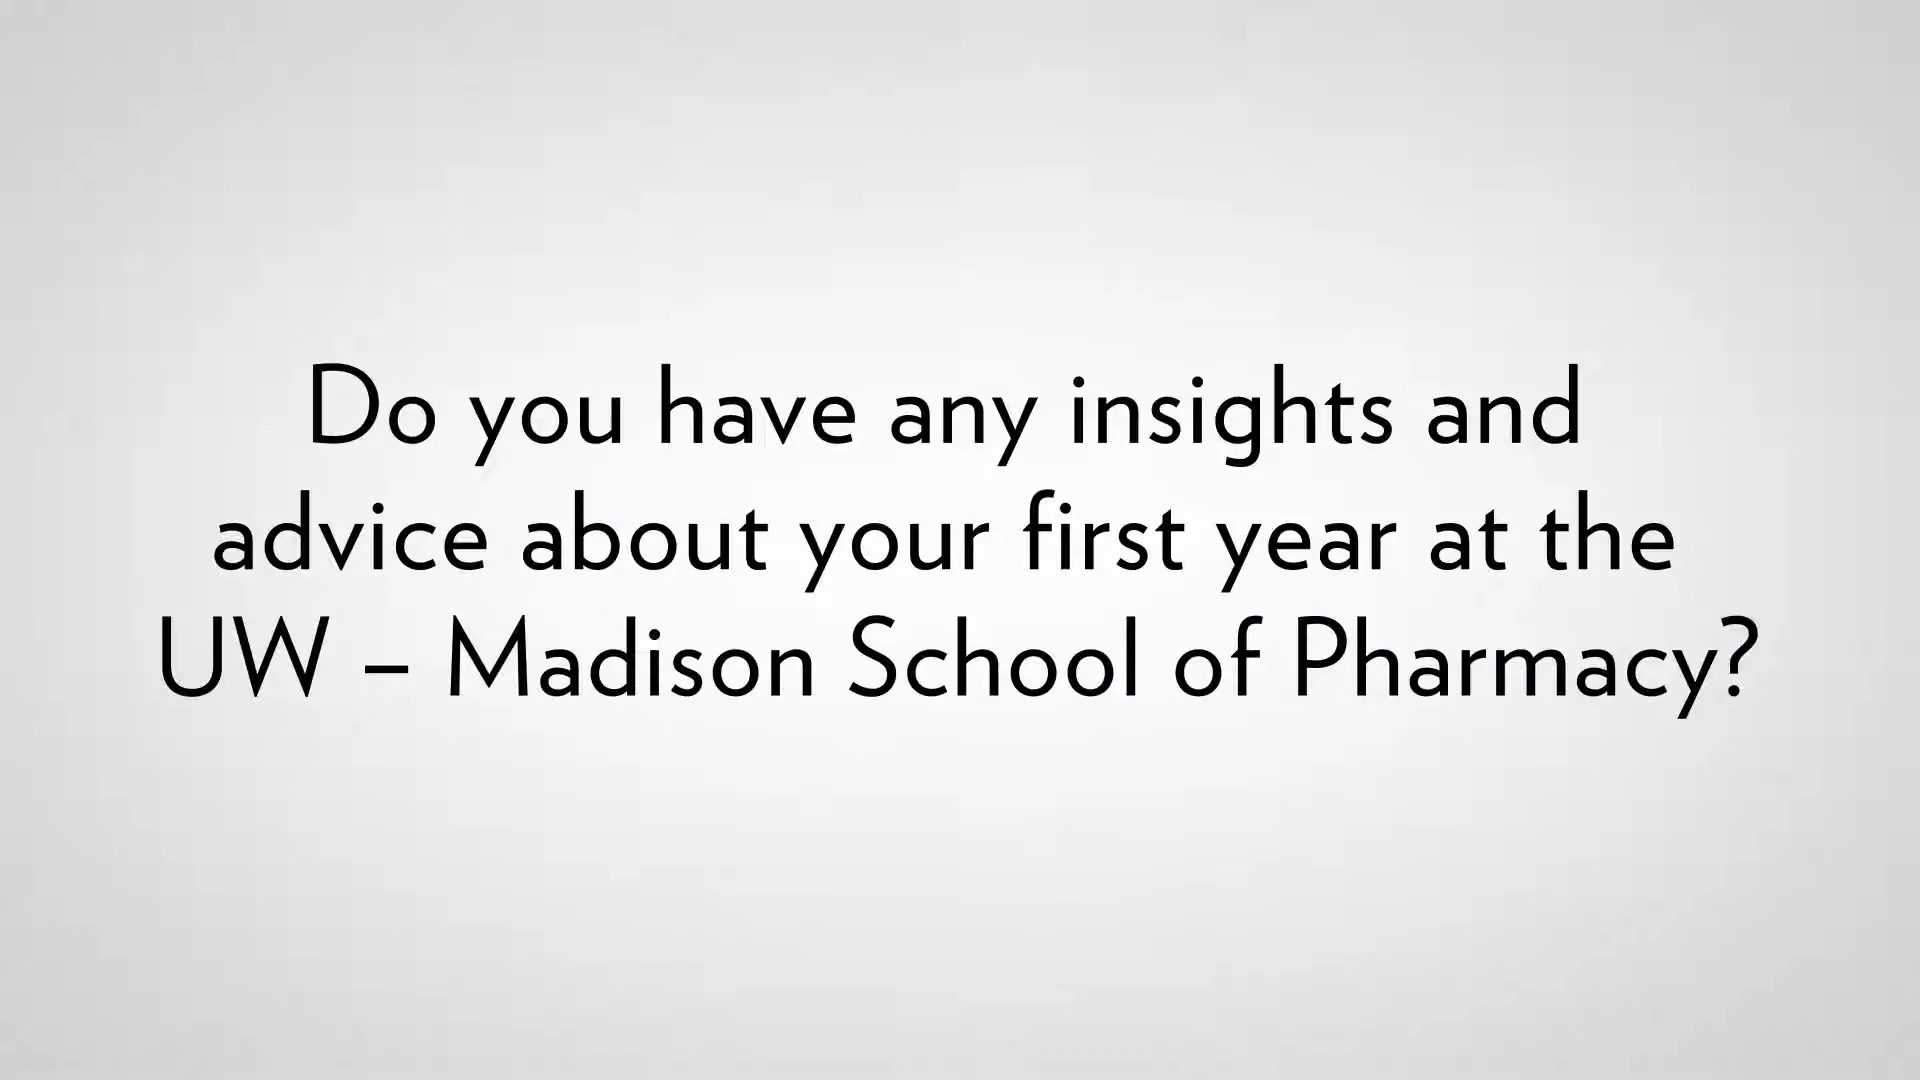 Do you have any insights and
advice about your first year at the
UW – Madison School of Pharmacy?